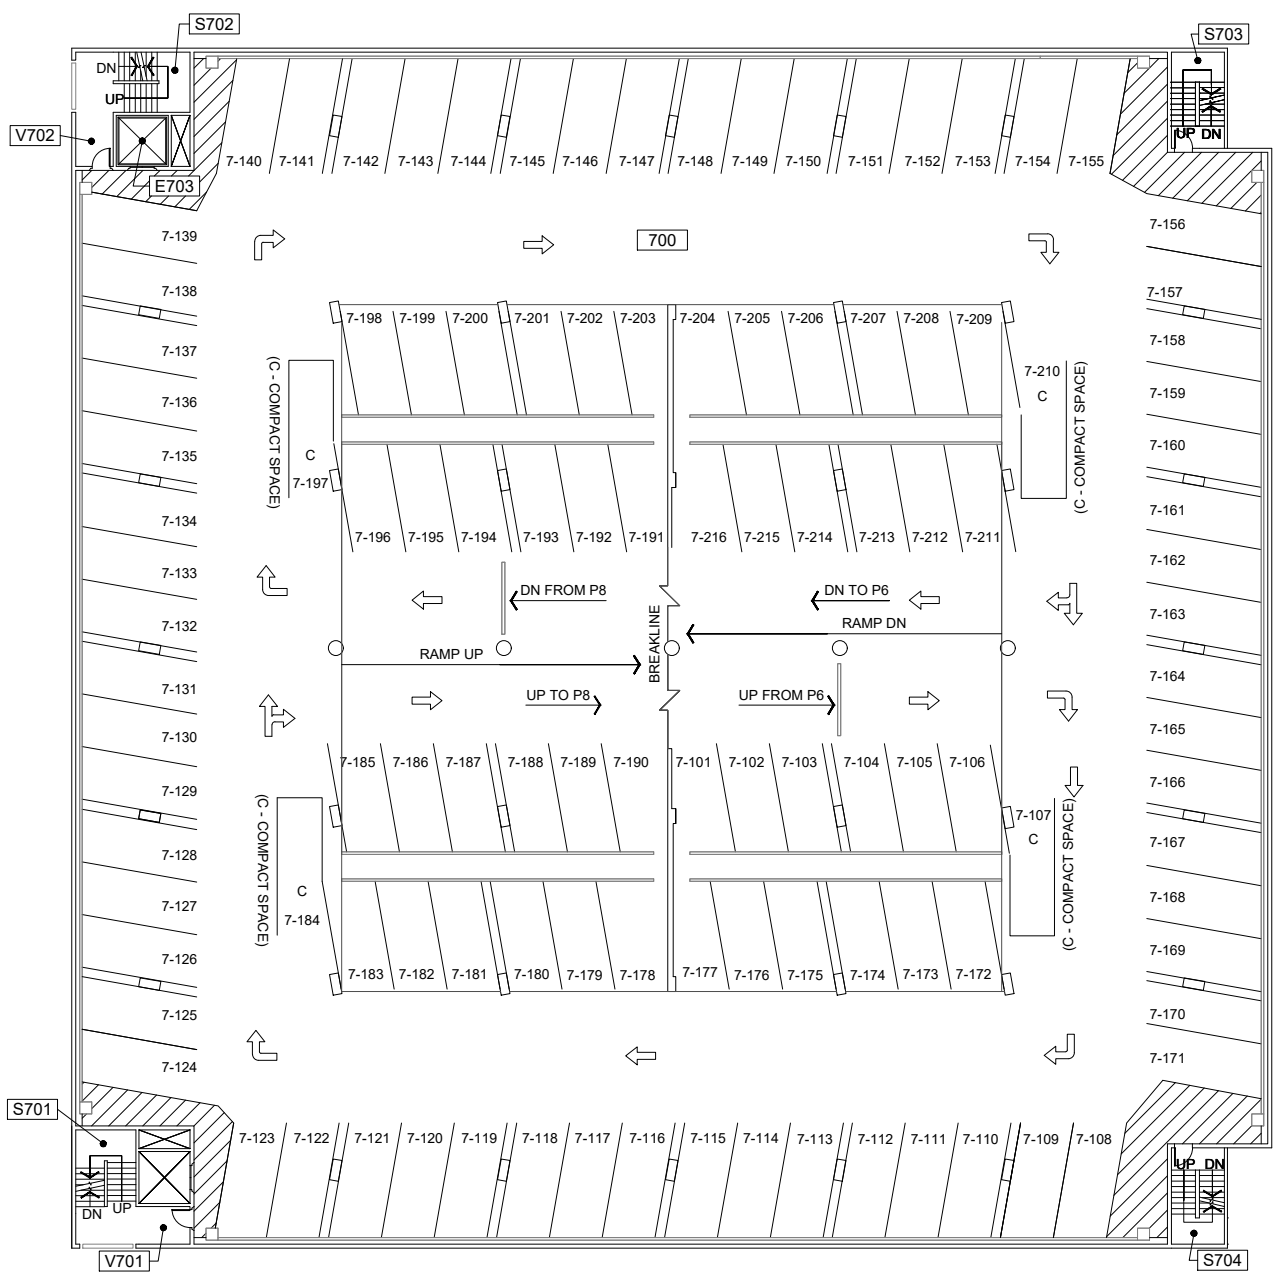 S702
S703
DN
UP
V702
E703
UP DN
7-140 7-141 7-142 7-143 7-144 7-145 7-146 7-147 7-148 7-149 7-150 7-151 7-152 7-153 7-154 7-155
7-139
7-156
700
7-138
7-157
7-198 7-199 7-200 7-201 7-202 7-203 7-204 7-205 7-206 7-207 7-208 7-209
7-137
7-158
(C - COMPACT SPACE)
7-210
C
(C - COMPACT SPACE)
7-136
7-159
7-135
C
7-197
7-160
7-134
7-161
7-196 7-195 7-194 7-193 7-192 7-191 7-216 7-215 7-214 7-213 7-212 7-211
7-133
7-162
DN FROM P8
DN TO P6
7-132
7-163
RAMP DN
BREAKLINE
RAMP UP
7-131
7-164
UP TO P8
UP FROM P6
7-130
7-165
7-185 7-186 7-187 7-188 7-189 7-190 7-101 7-102 7-103 7-104 7-105 7-106
7-129
7-166
(C - COMPACT SPACE)
7-107
C
(C - COMPACT SPACE)
7-128
7-167
C
7-184
7-127
7-168
7-126
7-169
7-183 7-182 7-181 7-180 7-179 7-178 7-177 7-176 7-175 7-174 7-173 7-172
7-125
7-170
7-124
7-171
S701
7-123 7-122 7-121 7-120 7-119 7-118 7-117 7-116 7-115 7-114 7-113 7-112 7-111 7-110 7-109 7-108
UP DN
DN UP
V701
S704